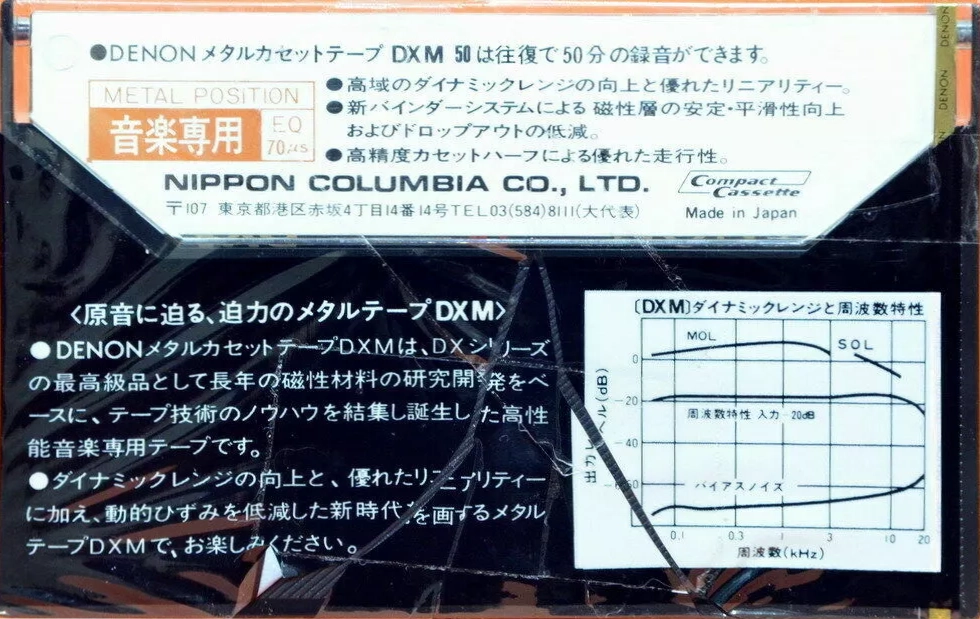 ●DENON メタルカセットテープ DXM 50は往復で50分の録音ができます。
DENON
DENON
METAL POSITION
音楽専用
EQ
70μs
●高域のダイナミックレンジの向上と優れたリニアリティー。
●新バインダーシステムによる磁性層の安定・平滑性向上
およびドロップアウトの低減。
●高精度カセットハーフによる優れた走行性。
NIPPON COLUMBIA CO., LTD.
Compact Cassette
〒107 東京都港区赤坂4丁目14番14号TEL03(584)8111(大代表)
Made in Japan
〈原音に迫る、迫力のメタルテープDXM〉
●DENONメタルカセットテープDXMは、DXシリーズ
の最高級品として長年の磁性材料の研究開発をベ
ースに、テープ技術のノウハウを結集し誕生した高性
能音楽専用テープです。
●ダイナミックレンジの向上と、優れたリニアリティー
に加え、動的ひずみを低減した新時代を画するメタル
テープDXMで、お楽しみください。
〔DXM〕ダイナミックレンジと周波数特性
MOL
SOL
0
-20
周波数特性 入力-20dB
-40
-60
バイアスノイズ
出力レベル(dB)
0.1 0.3 1 3 10 20
周波数(kHz)